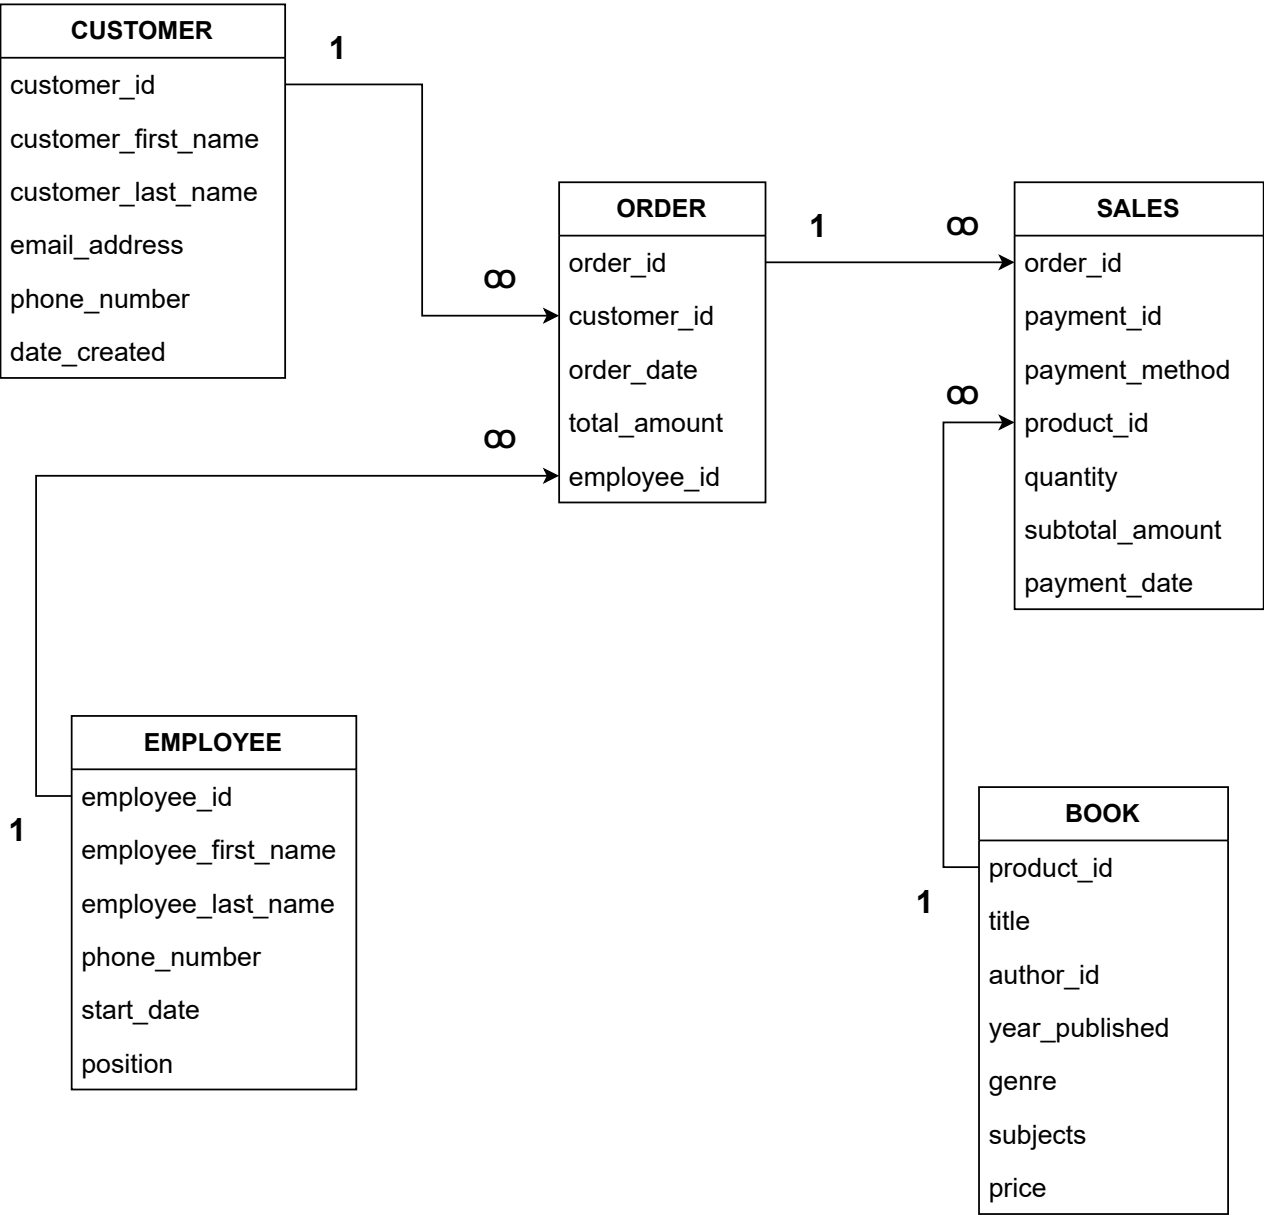 CUSTOMER
customer_id
customer_first_name
customer_last_name
email_address
phone_number
date_created
1
∞
ORDER
order_id
customer_id
order_date
total_amount
employee_id
1
∞
SALES
order_id
payment_id
payment_method
product_id
quantity
subtotal_amount
payment_date
∞
∞
EMPLOYEE
employee_id
employee_first_name
employee_last_name
phone_number
start_date
position
1
BOOK
product_id
title
author_id
year_published
genre
subjects
price
1